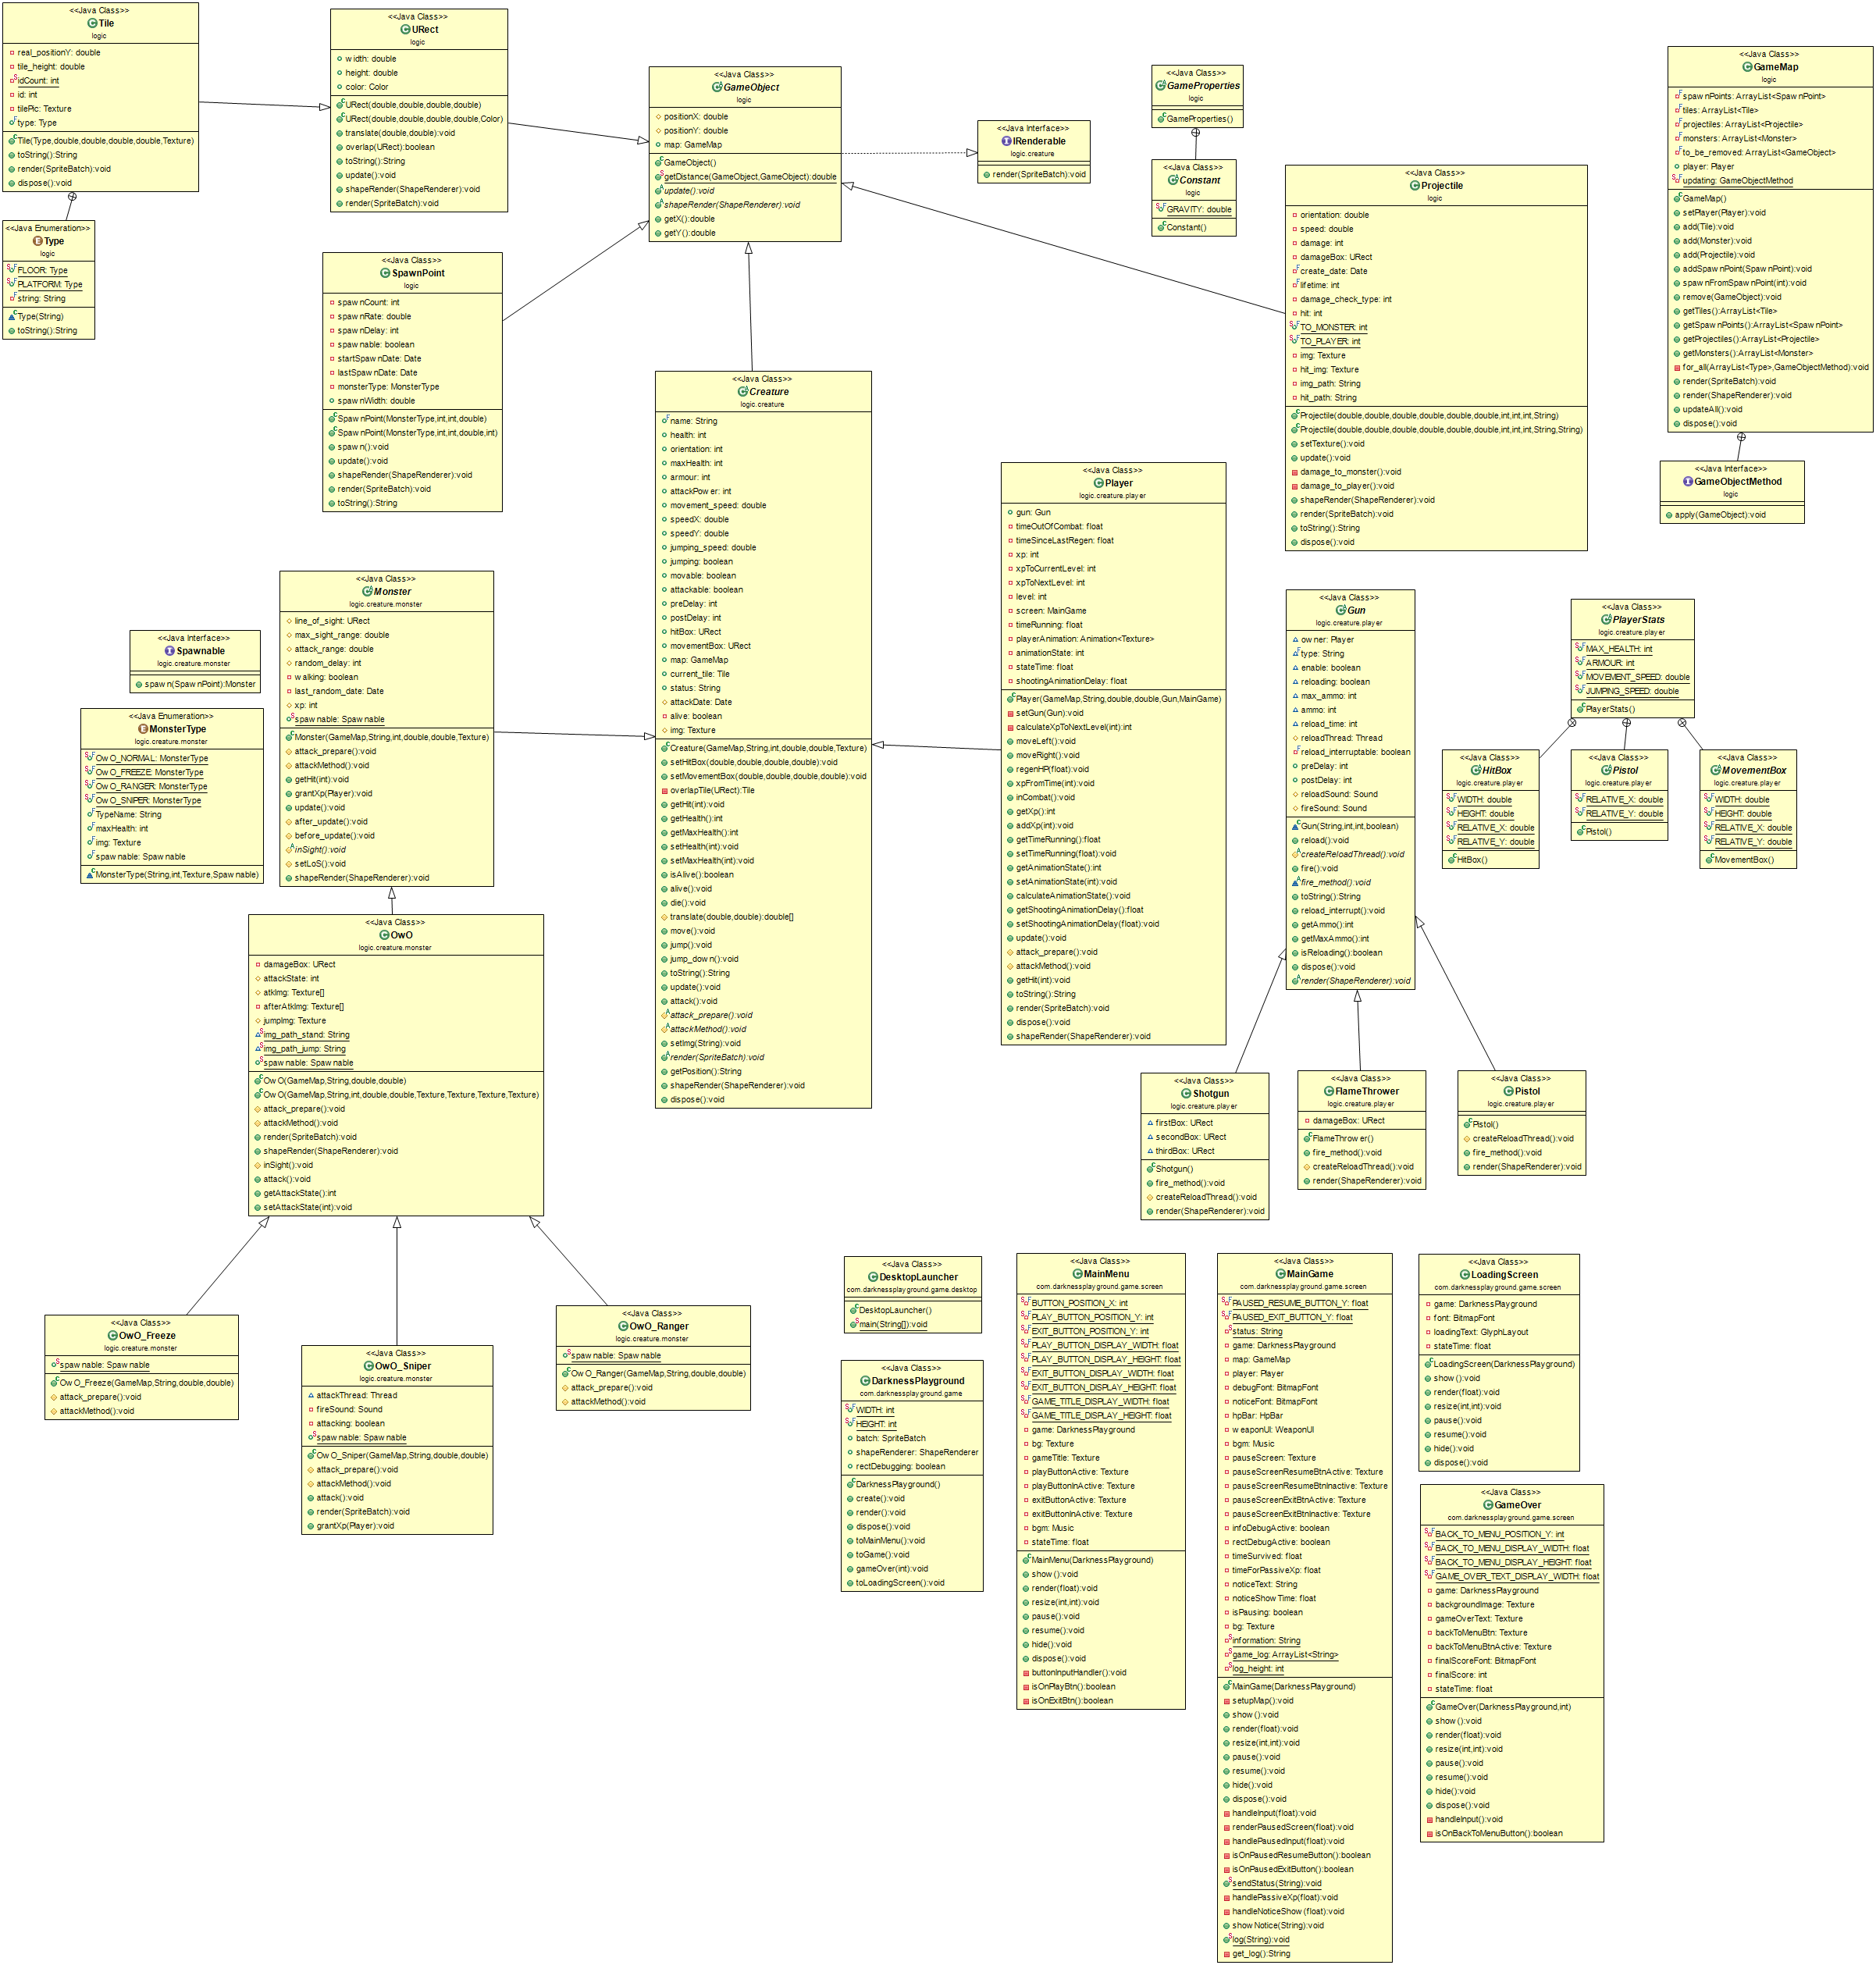 <<Java Class>>
Tile
logic
real_positionY: double
tile_height: double
idCount: int
id: int
tilePic: Texture
type: Type
Tile(Type,double,double,double,double,Texture)
toString():String
render(SpriteBatch):void
dispose():void
<<Java Enumeration>>
Type
logic
FLOOR: Type
PLATFORM: Type
string: String
Type(String)
toString():String
<<Java Class>>
URect
logic
width: double
height: double
color: Color
URect(double,double,double,double)
URect(double,double,double,double,Color)
translate(double,double):void
overlap(URect):boolean
toString():String
update():void
shapeRender(ShapeRenderer):void
render(SpriteBatch):void
<<Java Class>>
SpawnPoint
logic
spawnCount: int
spawnRate: double
spawnDelay: int
spawnable: boolean
startSpawnDate: Date
lastSpawnDate: Date
monsterType: MonsterType
spawnWidth: double
SpawnPoint(MonsterType,int,int,double)
SpawnPoint(MonsterType,int,int,double,int)
spawn():void
update():void
shapeRender(ShapeRenderer):void
render(SpriteBatch):void
toString():String
<<Java Class>>
GameObject
logic
positionX: double
positionY: double
map: GameMap
GameObject()
getDistance(GameObject,GameObject):double
update():void
shapeRender(ShapeRenderer):void
getX():double
getY():double
<<Java Interface>>
IRenderable
logic.creature
render(SpriteBatch):void
<<Java Class>>
GameProperties
logic
GameProperties()
<<Java Class>>
Constant
logic
GRAVITY: double
Constant()
<<Java Class>>
Projectile
logic
orientation: double
speed: double
damage: int
damageBox: URect
create_date: Date
lifetime: int
damage_check_type: int
hit: int
TO_MONSTER: int
TO_PLAYER: int
img: Texture
hit_img: Texture
img_path: String
hit_path: String
Projectile(double,double,double,double,double,double,int,int,int,String)
Projectile(double,double,double,double,double,double,int,int,int,String,String)
setTexture():void
update():void
damage_to_monster():void
damage_to_player():void
shapeRender(ShapeRenderer):void
render(SpriteBatch):void
toString():String
dispose():void
<<Java Class>>
GameMap
logic
spawnPoints: ArrayList<SpawnPoint>
tiles: ArrayList<Tile>
projectiles: ArrayList<Projectile>
monsters: ArrayList<Monster>
to_be_removed: ArrayList<GameObject>
player: Player
updating: GameObjectMethod
GameMap()
setPlayer(Player):void
add(Tile):void
add(Monster):void
add(Projectile):void
addSpawnPoint(SpawnPoint):void
spawnFromSpawnPoint(int):void
remove(GameObject):void
getTiles():ArrayList<Tile>
getSpawnPoints():ArrayList<SpawnPoint>
getProjectiles():ArrayList<Projectile>
getMonsters():ArrayList<Monster>
for_all(ArrayList<Type>,GameObjectMethod):void
render(SpriteBatch):void
render(ShapeRenderer):void
updateAll():void
dispose():void
<<Java Interface>>
GameObjectMethod
logic
apply(GameObject):void
<<Java Class>>
Creature
logic.creature
name: String
health: int
orientation: int
maxHealth: int
armour: int
attackPower: int
movement_speed: double
speedX: double
speedY: double
jumping_speed: double
jumping: boolean
movable: boolean
attackable: boolean
preDelay: int
postDelay: int
hitBox: URect
movementBox: URect
map: GameMap
current_tile: Tile
status: String
attackDate: Date
alive: boolean
img: Texture
Creature(GameMap,String,int,double,double,Texture)
setHitBox(double,double,double,double):void
setMovementBox(double,double,double,double):void
overlapTile(URect):Tile
getHit(int):void
getHealth():int
getMaxHealth():int
setHealth(int):void
setMaxHealth(int):void
isAlive():boolean
alive():void
die():void
translate(double,double):double[]
move():void
jump():void
jump_down():void
toString():String
update():void
attack():void
attack_prepare():void
attackMethod():void
setImg(String):void
render(SpriteBatch):void
getPosition():String
shapeRender(ShapeRenderer):void
dispose():void
<<Java Class>>
Player
logic.creature.player
gun: Gun
timeOutOfCombat: float
timeSinceLastRegen: float
xp: int
xpToCurrentLevel: int
xpToNextLevel: int
level: int
screen: MainGame
timeRunning: float
playerAnimation: Animation<Texture>
animationState: int
stateTime: float
shootingAnimationDelay: float
Player(GameMap,String,double,double,Gun,MainGame)
setGun(Gun):void
calculateXpToNextLevel(int):int
moveLeft():void
moveRight():void
regenHP(float):void
xpFromTime(int):void
inCombat():void
getXp():int
addXp(int):void
getTimeRunning():float
setTimeRunning(float):void
getAnimationState():int
setAnimationState(int):void
calculateAnimationState():void
getShootingAnimationDelay():float
setShootingAnimationDelay(float):void
update():void
attack_prepare():void
attackMethod():void
getHit(int):void
toString():String
render(SpriteBatch):void
dispose():void
shapeRender(ShapeRenderer):void
<<Java Class>>
Monster
logic.creature.monster
line_of_sight: URect
max_sight_range: double
attack_range: double
random_delay: int
walking: boolean
last_random_date: Date
xp: int
spawnable: Spawnable
Monster(GameMap,String,int,double,double,Texture)
attack_prepare():void
attackMethod():void
getHit(int):void
grantXp(Player):void
update():void
after_update():void
before_update():void
inSight():void
setLoS():void
shapeRender(ShapeRenderer):void
<<Java Interface>>
Spawnable
logic.creature.monster
spawn(SpawnPoint):Monster
<<Java Enumeration>>
MonsterType
logic.creature.monster
OwO_NORMAL: MonsterType
OwO_FREEZE: MonsterType
OwO_RANGER: MonsterType
OwO_SNIPER: MonsterType
TypeName: String
maxHealth: int
img: Texture
spawnable: Spawnable
MonsterType(String,int,Texture,Spawnable)
<<Java Class>>
OwO
logic.creature.monster
damageBox: URect
attackState: int
atkImg: Texture[]
afterAtkImg: Texture[]
jumpImg: Texture
img_path_stand: String
img_path_jump: String
spawnable: Spawnable
OwO(GameMap,String,double,double)
OwO(GameMap,String,int,double,double,Texture,Texture,Texture,Texture)
attack_prepare():void
attackMethod():void
render(SpriteBatch):void
shapeRender(ShapeRenderer):void
inSight():void
attack():void
getAttackState():int
setAttackState(int):void
<<Java Class>>
Gun
logic.creature.player
owner: Player
type: String
enable: boolean
reloading: boolean
max_ammo: int
ammo: int
reload_time: int
reloadThread: Thread
reload_interruptable: boolean
preDelay: int
postDelay: int
reloadSound: Sound
fireSound: Sound
Gun(String,int,int,boolean)
reload():void
createReloadThread():void
fire():void
fire_method():void
toString():String
reload_interrupt():void
getAmmo():int
getMaxAmmo():int
isReloading():boolean
dispose():void
render(ShapeRenderer):void
<<Java Class>>
PlayerStats
logic.creature.player
MAX_HEALTH: int
ARMOUR: int
MOVEMENT_SPEED: double
JUMPING_SPEED: double
PlayerStats()
<<Java Class>>
HitBox
logic.creature.player
WIDTH: double
HEIGHT: double
RELATIVE_X: double
RELATIVE_Y: double
HitBox()
<<Java Class>>
Pistol
logic.creature.player
RELATIVE_X: double
RELATIVE_Y: double
Pistol()
<<Java Class>>
MovementBox
logic.creature.player
WIDTH: double
HEIGHT: double
RELATIVE_X: double
RELATIVE_Y: double
MovementBox()
<<Java Class>>
Shotgun
logic.creature.player
firstBox: URect
secondBox: URect
thirdBox: URect
Shotgun()
fire_method():void
createReloadThread():void
render(ShapeRenderer):void
<<Java Class>>
FlameThrower
logic.creature.player
damageBox: URect
FlameThrower()
fire_method():void
createReloadThread():void
render(ShapeRenderer):void
<<Java Class>>
Pistol
logic.creature.player
Pistol()
createReloadThread():void
fire_method():void
render(ShapeRenderer):void
<<Java Class>>
OwO_Freeze
logic.creature.monster
spawnable: Spawnable
OwO_Freeze(GameMap,String,double,double)
attack_prepare():void
attackMethod():void
<<Java Class>>
OwO_Sniper
logic.creature.monster
attackThread: Thread
fireSound: Sound
attacking: boolean
spawnable: Spawnable
OwO_Sniper(GameMap,String,double,double)
attack_prepare():void
attackMethod():void
attack():void
render(SpriteBatch):void
grantXp(Player):void
<<Java Class>>
OwO_Ranger
logic.creature.monster
spawnable: Spawnable
OwO_Ranger(GameMap,String,double,double)
attack_prepare():void
attackMethod():void
<<Java Class>>
DesktopLauncher
com.darknessplayground.game.desktop
DesktopLauncher()
main(String[]):void
<<Java Class>>
DarknessPlayground
com.darknessplayground.game
WIDTH: int
HEIGHT: int
batch: SpriteBatch
shapeRenderer: ShapeRenderer
rectDebugging: boolean
DarknessPlayground()
create():void
render():void
dispose():void
toMainMenu():void
toGame():void
gameOver(int):void
toLoadingScreen():void
<<Java Class>>
MainMenu
com.darknessplayground.game.screen
BUTTON_POSITION_X: int
PLAY_BUTTON_POSITION_Y: int
EXIT_BUTTON_POSITION_Y: int
PLAY_BUTTON_DISPLAY_WIDTH: float
PLAY_BUTTON_DISPLAY_HEIGHT: float
EXIT_BUTTON_DISPLAY_WIDTH: float
EXIT_BUTTON_DISPLAY_HEIGHT: float
GAME_TITLE_DISPLAY_WIDTH: float
GAME_TITLE_DISPLAY_HEIGHT: float
game: DarknessPlayground
bg: Texture
gameTitle: Texture
playButtonActive: Texture
playButtonInActive: Texture
exitButtonActive: Texture
exitButtonInActive: Texture
bgm: Music
stateTime: float
MainMenu(DarknessPlayground)
show():void
render(float):void
resize(int,int):void
pause():void
resume():void
hide():void
dispose():void
buttonInputHandler():void
isOnPlayBtn():boolean
isOnExitBtn():boolean
<<Java Class>>
MainGame
com.darknessplayground.game.screen
PAUSED_RESUME_BUTTON_Y: float
PAUSED_EXIT_BUTTON_Y: float
status: String
game: DarknessPlayground
map: GameMap
player: Player
debugFont: BitmapFont
noticeFont: BitmapFont
hpBar: HpBar
weaponUI: WeaponUI
bgm: Music
pauseScreen: Texture
pauseScreenResumeBtnActive: Texture
pauseScreenResumeBtnInactive: Texture
pauseScreenExitBtnActive: Texture
pauseScreenExitBtnInactive: Texture
infoDebugActive: boolean
rectDebugActive: boolean
timeSurvived: float
timeForPassiveXp: float
noticeText: String
noticeShowTime: float
isPausing: boolean
bg: Texture
information: String
game_log: ArrayList<String>
log_height: int
MainGame(DarknessPlayground)
setupMap():void
show():void
render(float):void
resize(int,int):void
pause():void
resume():void
hide():void
dispose():void
handleInput(float):void
renderPausedScreen(float):void
handlePausedInput(float):void
isOnPausedResumeButton():boolean
isOnPausedExitButton():boolean
sendStatus(String):void
handlePassiveXp(float):void
handleNoticeShow(float):void
showNotice(String):void
log(String):void
get_log():String
<<Java Class>>
LoadingScreen
com.darknessplayground.game.screen
game: DarknessPlayground
font: BitmapFont
loadingText: GlyphLayout
stateTime: float
LoadingScreen(DarknessPlayground)
show():void
render(float):void
resize(int,int):void
pause():void
resume():void
hide():void
dispose():void
<<Java Class>>
GameOver
com.darknessplayground.game.screen
BACK_TO_MENU_POSITION_Y: int
BACK_TO_MENU_DISPLAY_WIDTH: float
BACK_TO_MENU_DISPLAY_HEIGHT: float
GAME_OVER_TEXT_DISPLAY_WIDTH: float
game: DarknessPlayground
backgroundImage: Texture
gameOverText: Texture
backToMenuBtn: Texture
backToMenuBtnActive: Texture
finalScoreFont: BitmapFont
finalScore: int
stateTime: float
GameOver(DarknessPlayground,int)
show():void
render(float):void
resize(int,int):void
pause():void
resume():void
hide():void
dispose():void
handleInput():void
isOnBackToMenuButton():boolean